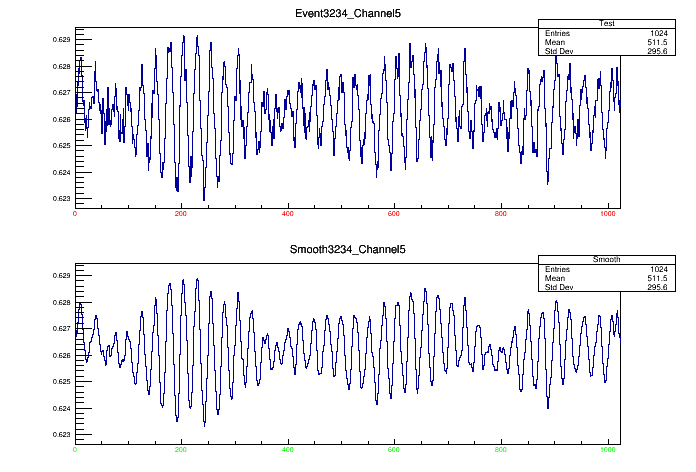 Event3234_Channel5
Test
Entries 1024
Mean 511.5
Std Dev 295.6
0.629
0.628
0.627
0.626
0.625
0.624
0.623
0 200 400 600 800 1000
Smooth3234_Channel5
Smooth
Entries 1024
Mean 511.5
Std Dev 295.6
0.629
0.628
0.627
0.626
0.625
0.624
0.623
0 200 400 600 800 1000